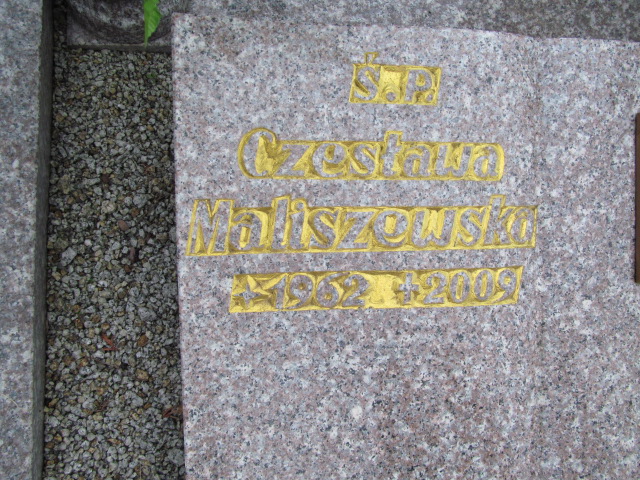 Ś.P.
Czesława
Maliszewska
* 1962 †2009